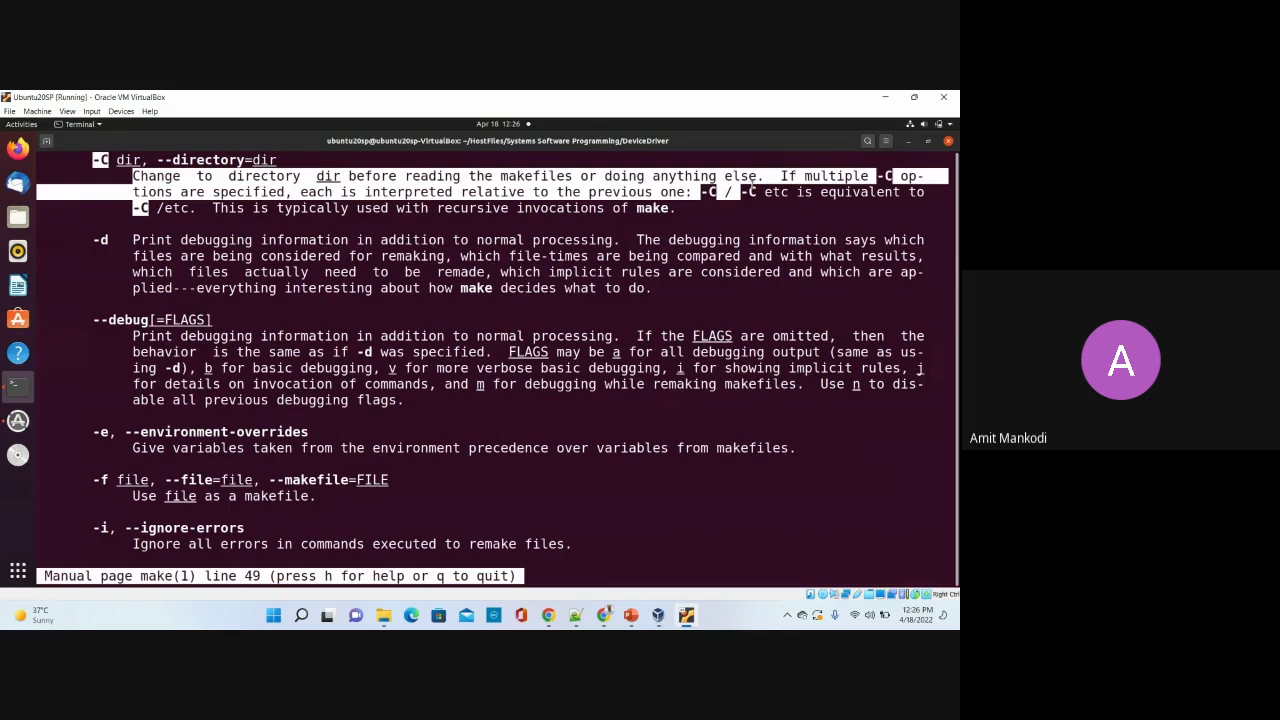 Ubuntu20SP [Running] - Oracle VM VirtualBox
File Machine View Input Devices Help
Activities Terminal Apr 18 12:26
ubuntu20sp@ubuntu20sp-VirtualBox: ~/HostFiles/Systems Software Programming/DeviceDriver
-C dir, --directory=dir
Change to directory dir before reading the makefiles or doing anything else. If multiple -C op-
tions are specified, each is interpreted relative to the previous one: -C / -C etc is equivalent to
-C /etc. This is typically used with recursive invocations of make.
-d Print debugging information in addition to normal processing. The debugging information says which
files are being considered for remaking, which file-times are being compared and with what results,
which files actually need to be remade, which implicit rules are considered and which are ap-
plied---everything interesting about how make decides what to do.
--debug[=FLAGS]
Print debugging information in addition to normal processing. If the FLAGS are omitted, then the
behavior is the same as if -d was specified. FLAGS may be a for all debugging output (same as us-
ing -d), b for basic debugging, v for more verbose basic debugging, i for showing implicit rules, j
for details on invocation of commands, and m for debugging while remaking makefiles. Use n to dis-
able all previous debugging flags.
-e, --environment-overrides
Give variables taken from the environment precedence over variables from makefiles.
-f file, --file=file, --makefile=FILE
Use file as a makefile.
-i, --ignore-errors
Ignore all errors in commands executed to remake files.
Manual page make(1) line 49 (press h for help or q to quit)
Right Ctrl
37°C
Sunny
12:26 PM
4/18/2022
A
Amit Mankodi